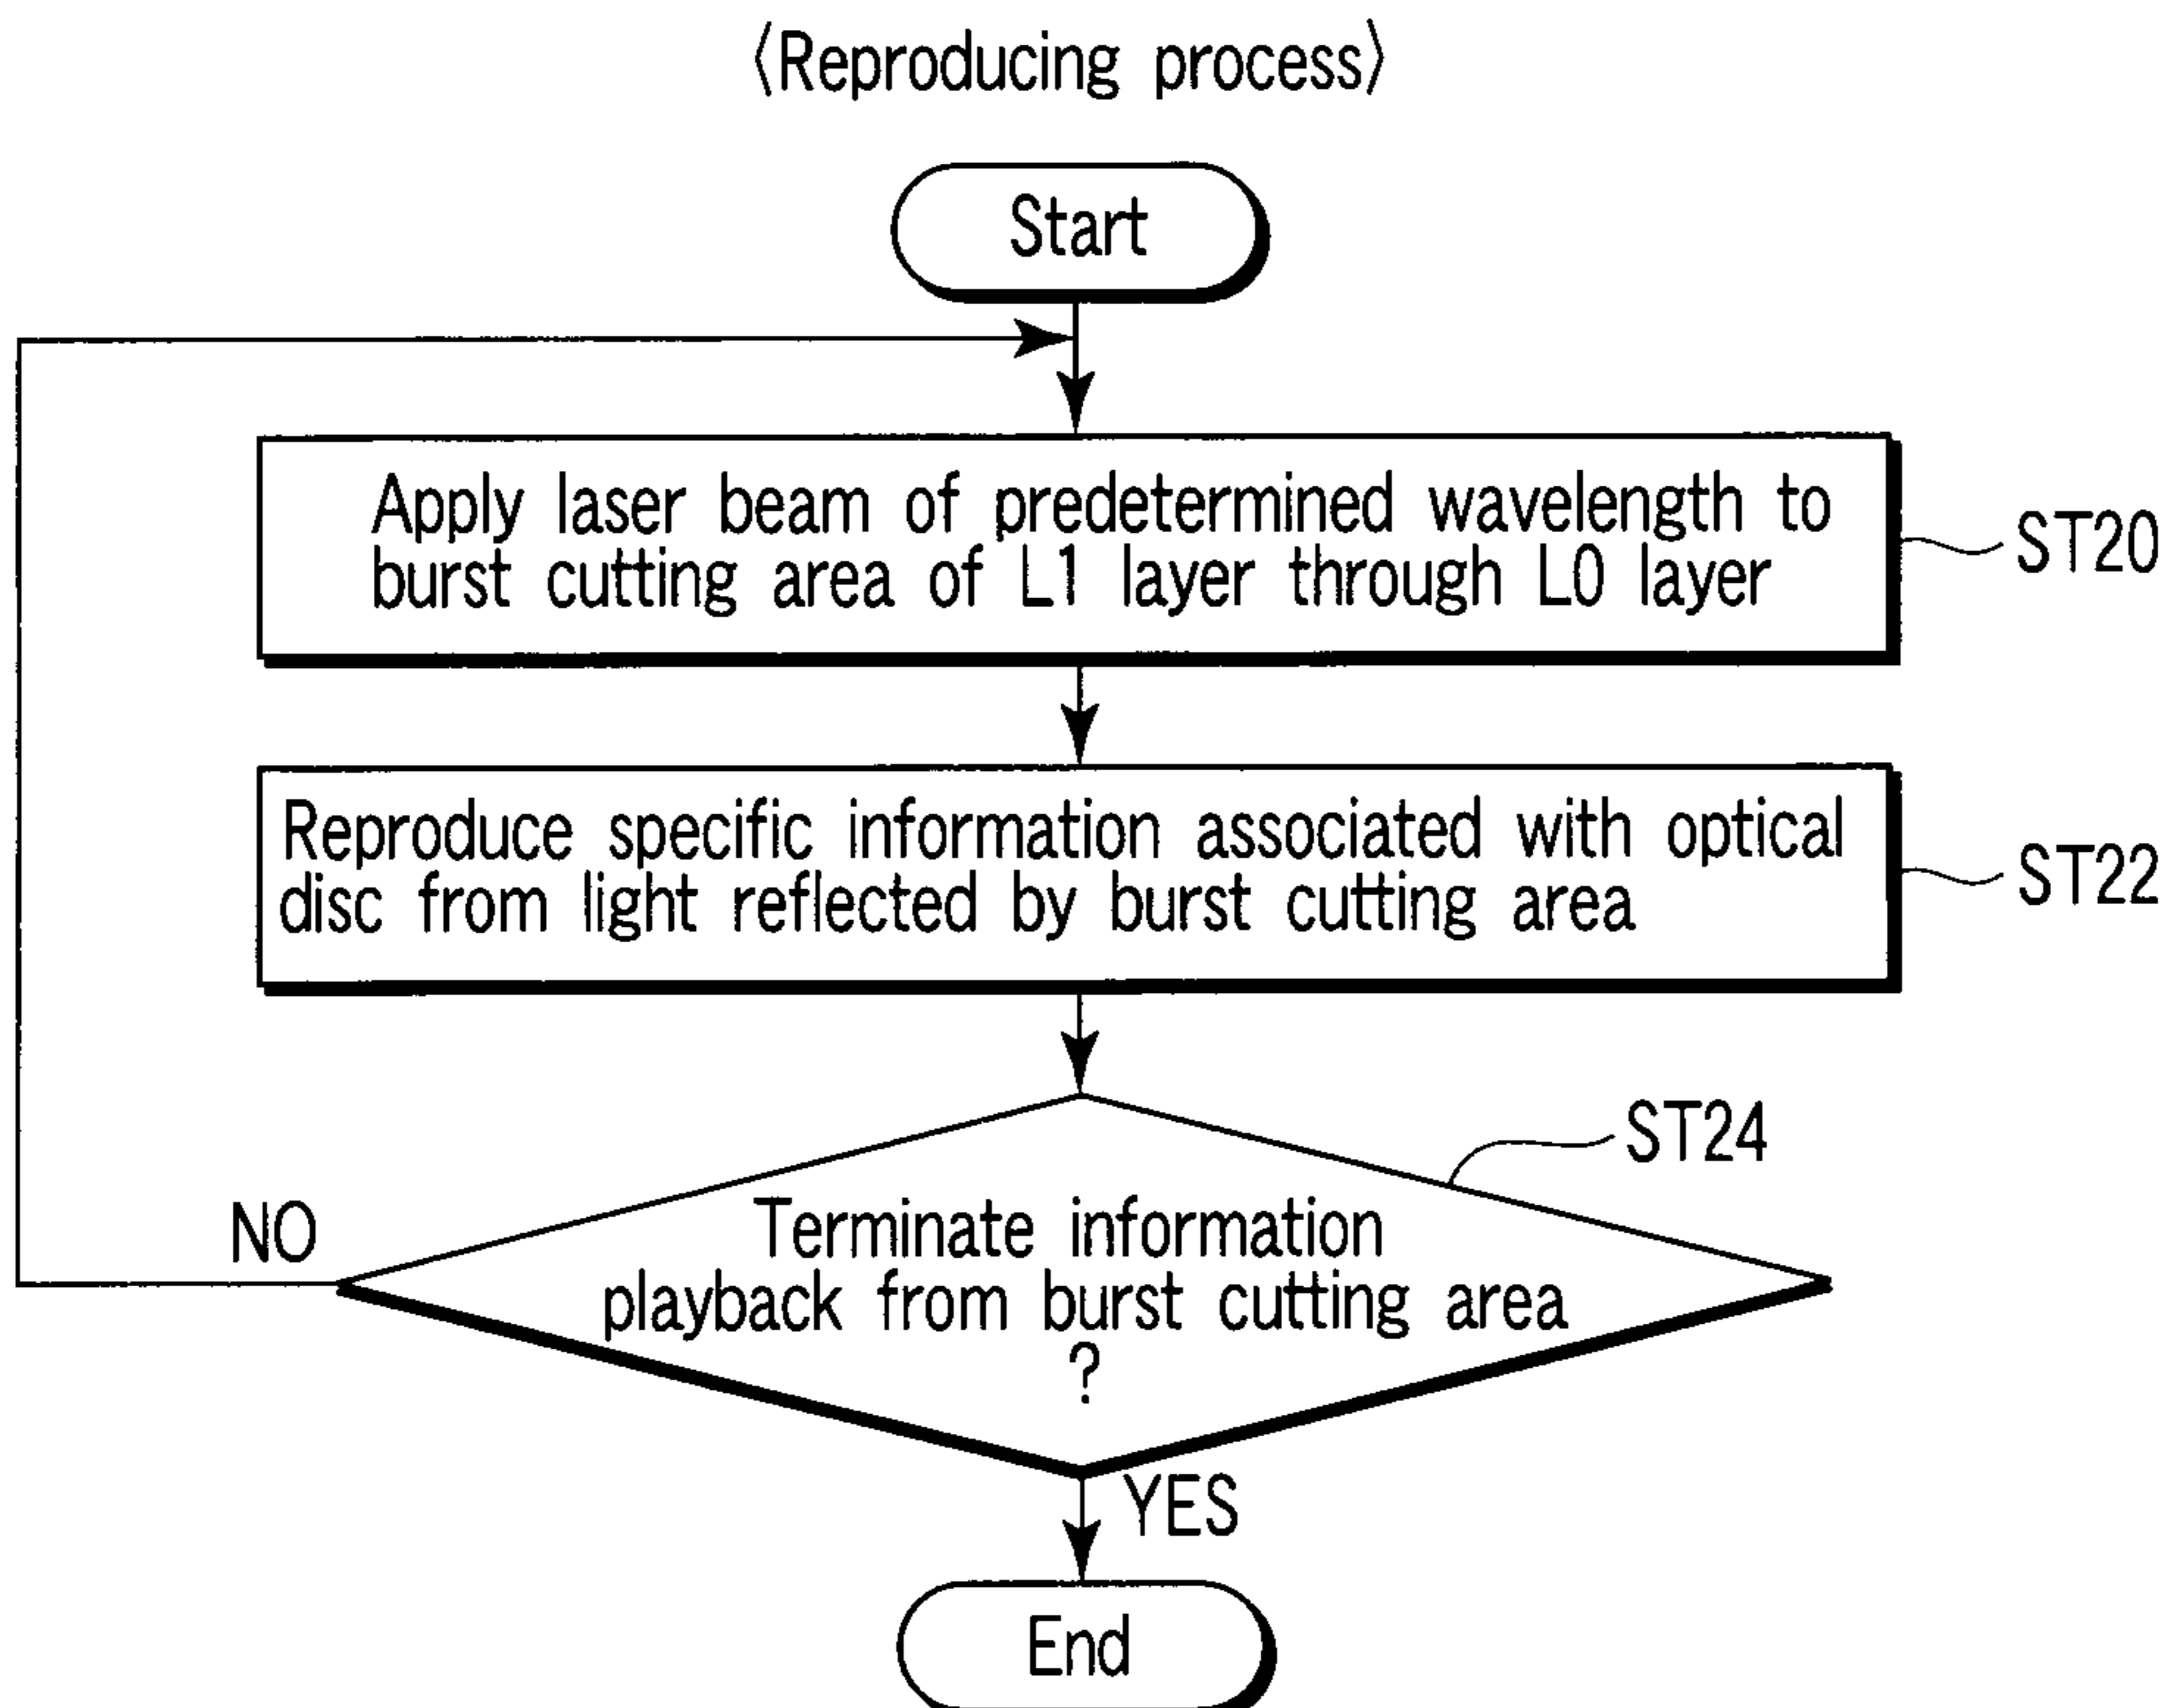 〈Reproducing process〉
Start
Apply laser beam of predetermined wavelength to
burst cutting area of L1 layer through L0 layer
ST20
Reproduce specific information associated with optical
disc from light reflected by burst cutting area
ST22
ST24
Terminate information
playback from burst cutting area
?
NO
YES
End